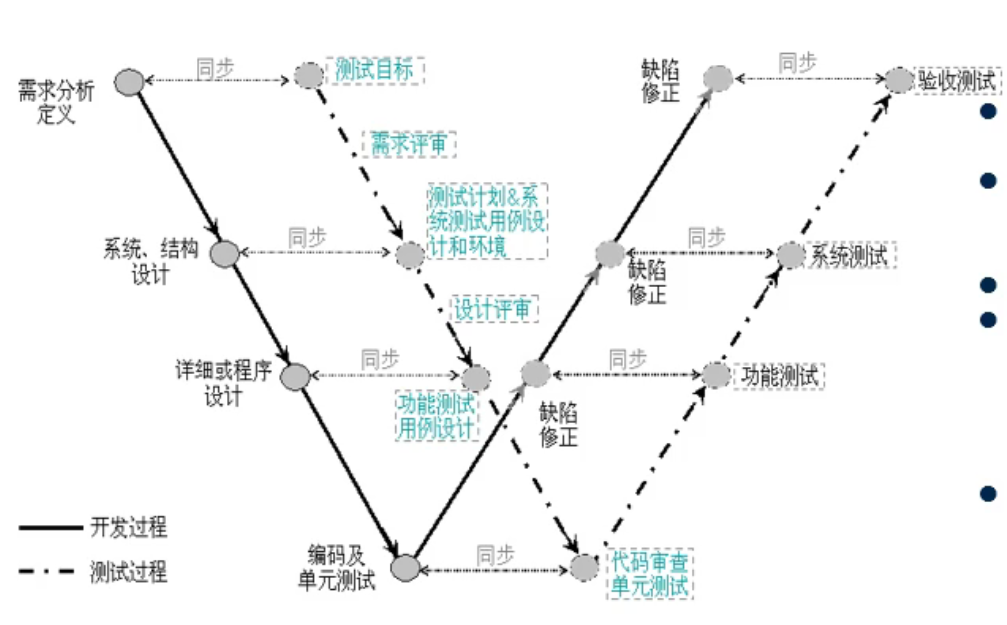 同步
测试目标
需求分析
定义
需求评审
测试计划&系
统测试用例设
计和环境
同步
系统、结构
设计
设计评审
同步
详细或程序
设计
功能测试
用例设计
编码及
单元测试
同步
代码审查
单元测试
缺陷
修正
同步
验收测试
同步
缺陷
修正
系统测试
同步
缺陷
修正
功能测试
开发过程
测试过程